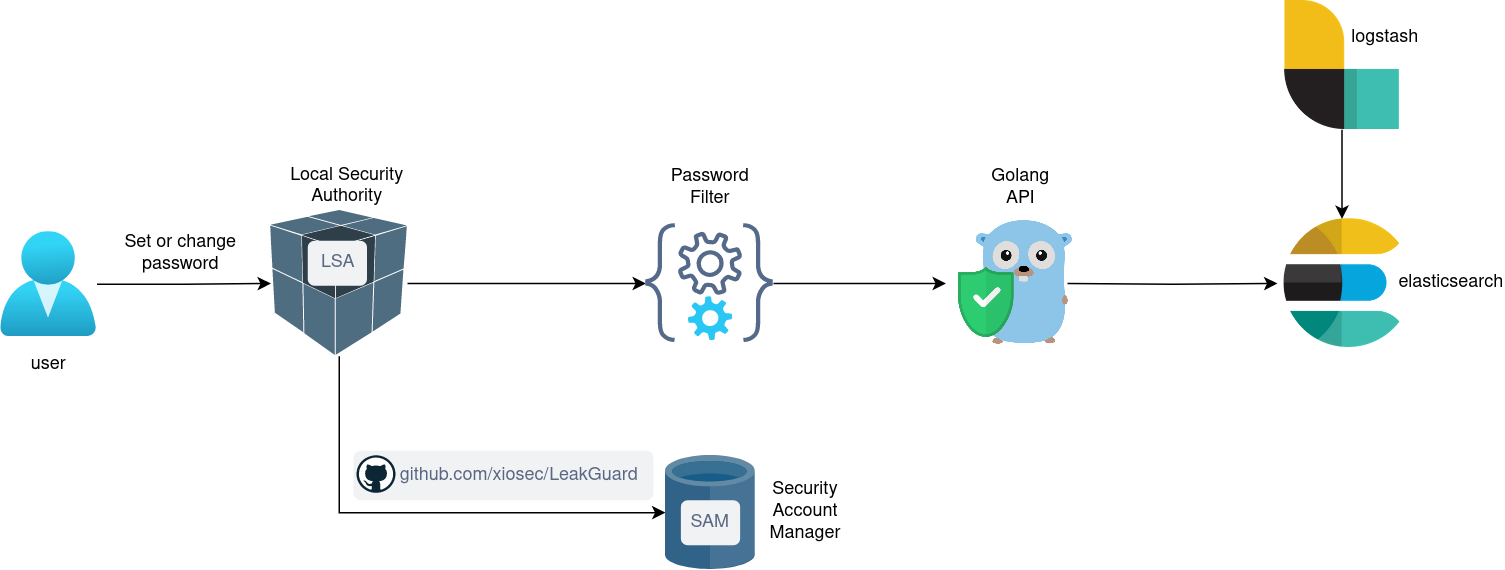 logstash
Local Security
Authority
Password
Filter
Golang
API
Set or change
password
LSA
elasticsearch
user
github.com/xiosec/LeakGuard
SAM
Security
Account
Manager